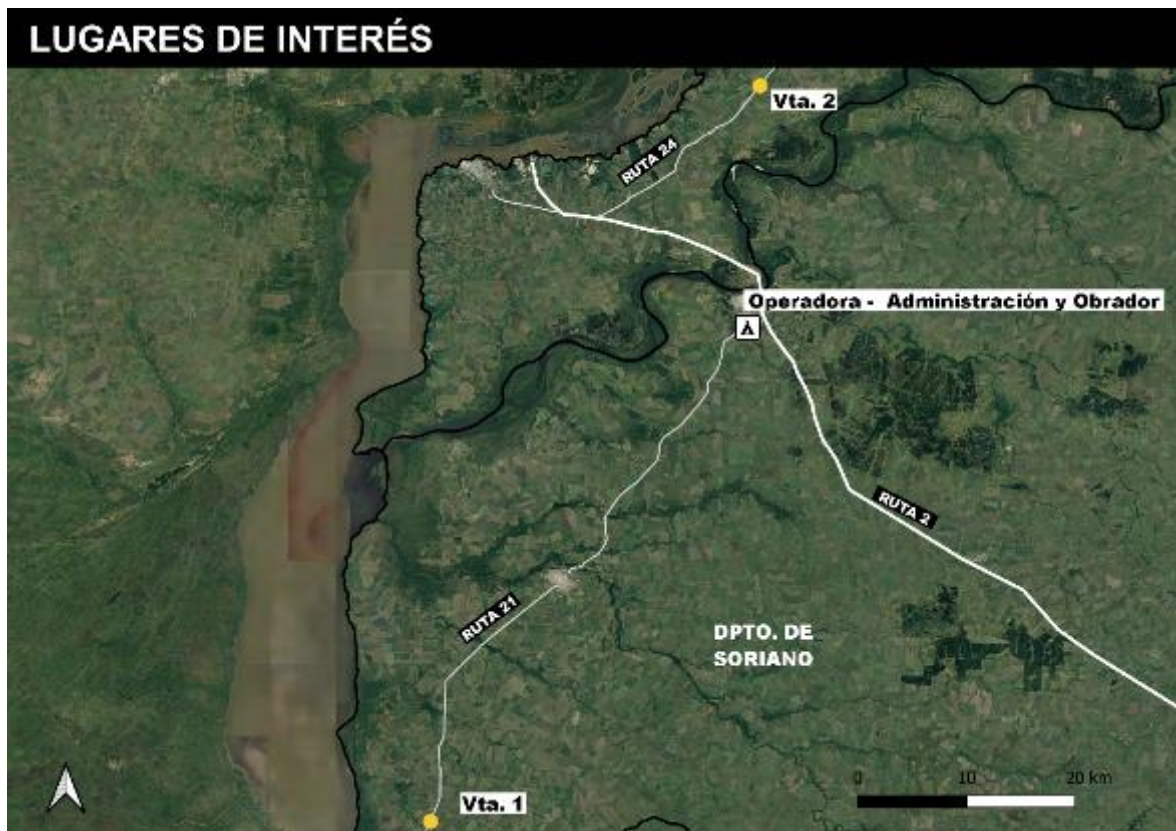 LUGARES DE INTERÉS
Vta. 2
RUTA 24
Operadora - Administración y Obrador
RUTA 2
RUTA 21
DPTO. DE
SORIANO
0 10 20 km
Vta. 1